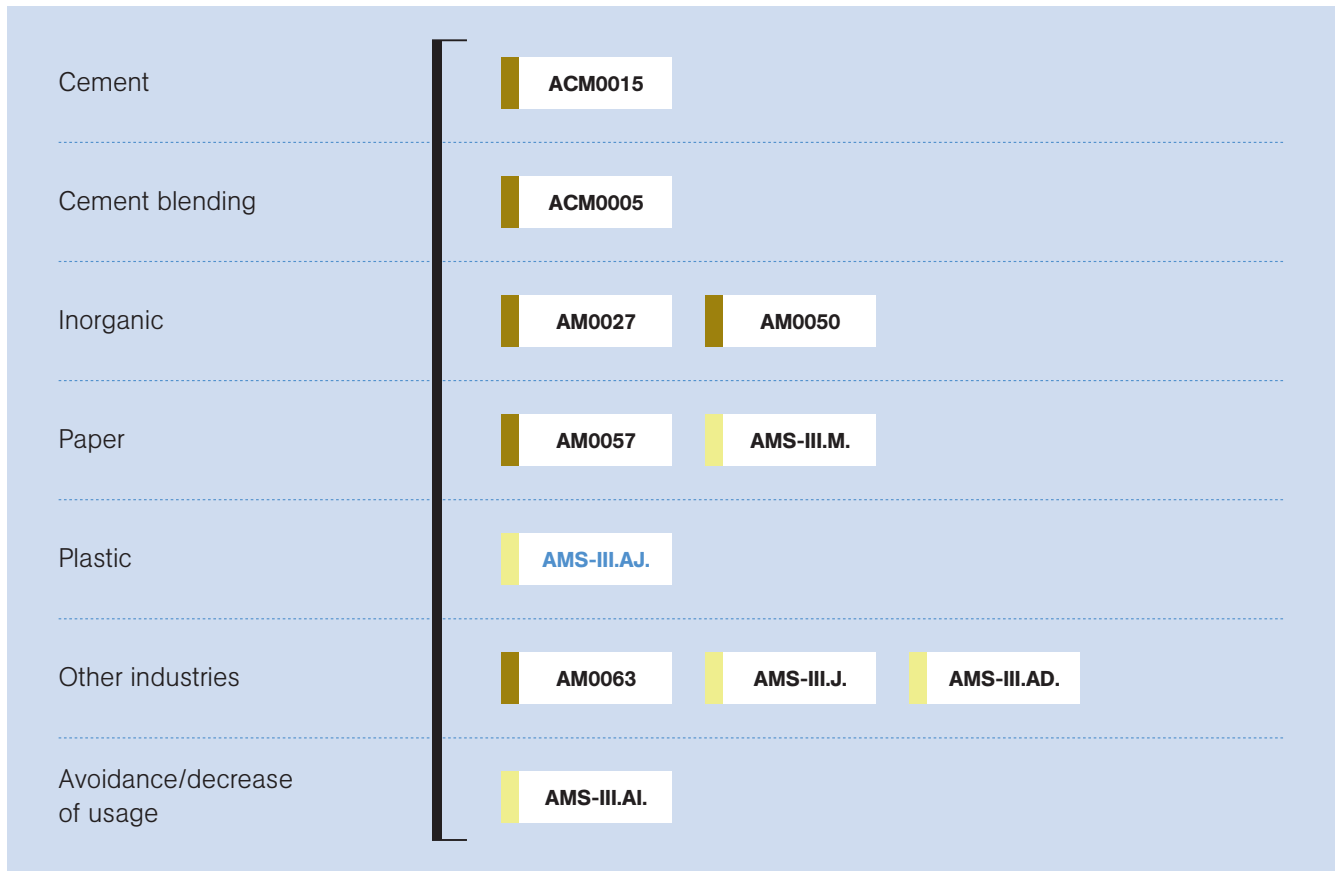 Cement
ACM0015
Cement blending
ACM0005
Inorganic
AM0027
AM0050
Paper
AM0057
AMS-III.M.
Plastic
AMS-III.AJ.
Other industries
AM0063
AMS-III.J.
AMS-III.AD.
Avoidance/decrease
of usage
AMS-III.AI.